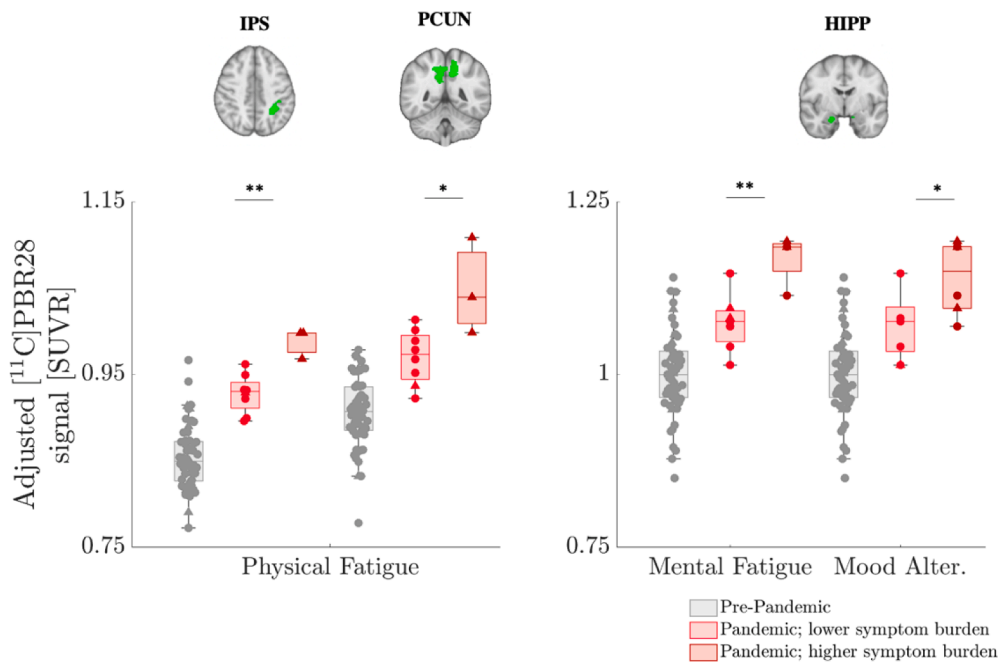 IPS
PCUN
HIPP
**
*
**
*
1.15
0.95
0.75
1.25
1
0.75
Adjusted [¹¹C]PBR28
signal [SUVR]
Physical Fatigue
Mental Fatigue
Mood Alter.
Pre-Pandemic
Pandemic; lower symptom burden
Pandemic; higher symptom burden